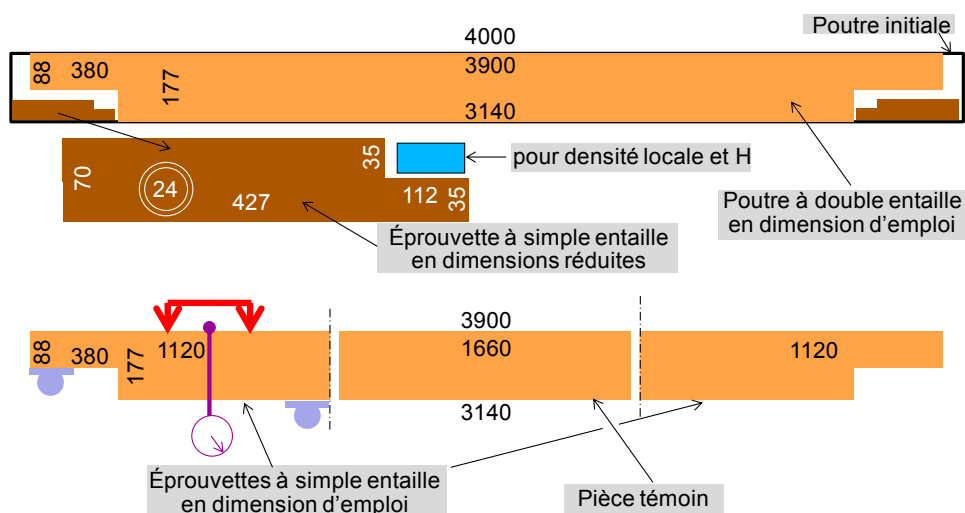 4000
Poutre initiale
88
380
177
3900
3140
pour densité locale et H
35
70
24
427
112
35
Poutre à double entaille
en dimension d'emploi
Éprouvette à simple entaille
en dimensions réduites
3900
88
380
177
1120
1660
1120
3140
Éprouvettes à simple entaille
en dimension d'emploi
Pièce témoin